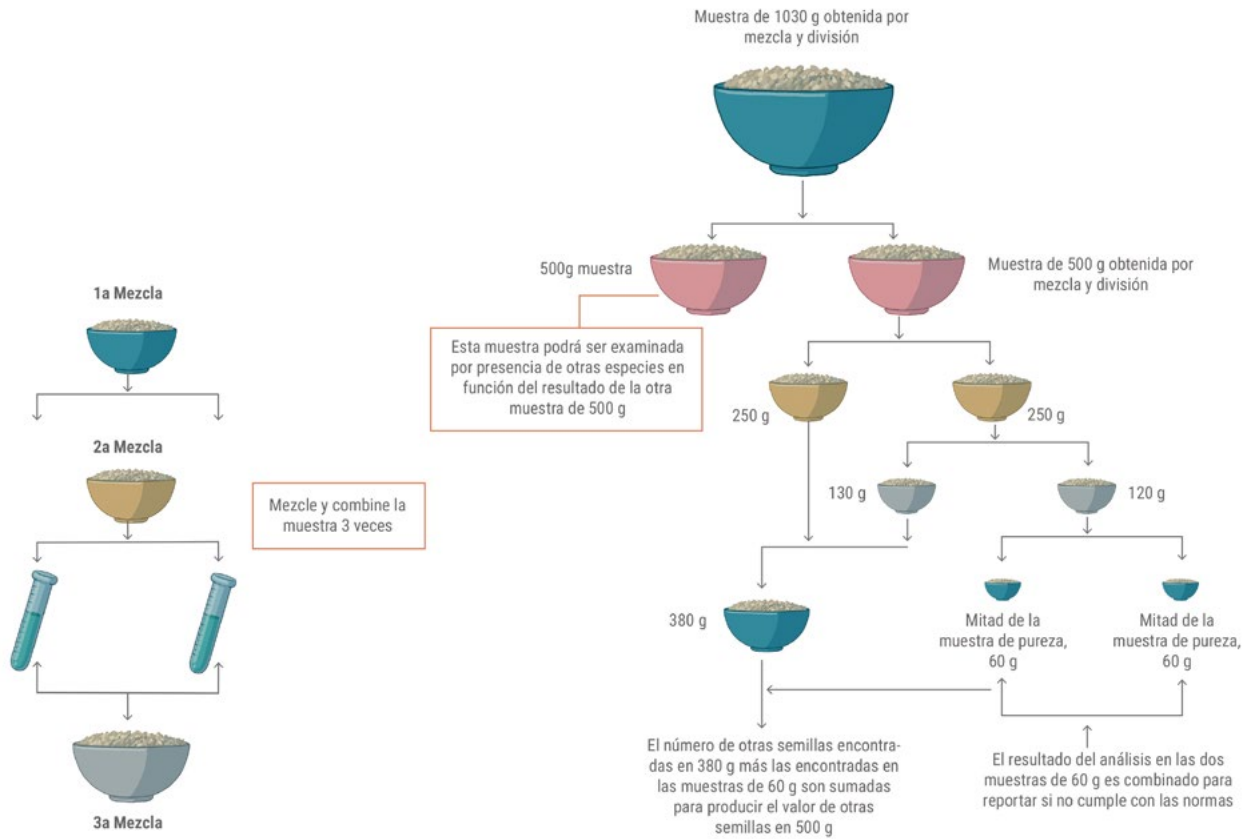 1a Mezcla
2a Mezcla
Mezcle y combine la
muestra 3 veces
3a Mezcla
Muestra de 1030 g obtenida por
mezcla y división
500g muestra
Muestra de 500 g obtenida por
mezcla y división
Esta muestra podrá ser examinada
por presencia de otras especies en
función del resultado de la otra
muestra de 500 g
250 g
250 g
130 g
120 g
380 g
Mitad de la
muestra de pureza,
60 g
Mitad de la
muestra de pureza,
60 g
El número de otras semillas encontra-
das en 380 g más las encontradas en
las muestras de 60 g son sumadas
para producir el valor de otras
semillas en 500 g
El resultado del análisis en las dos
muestras de 60 g es combinado para
reportar si no cumple con las normas